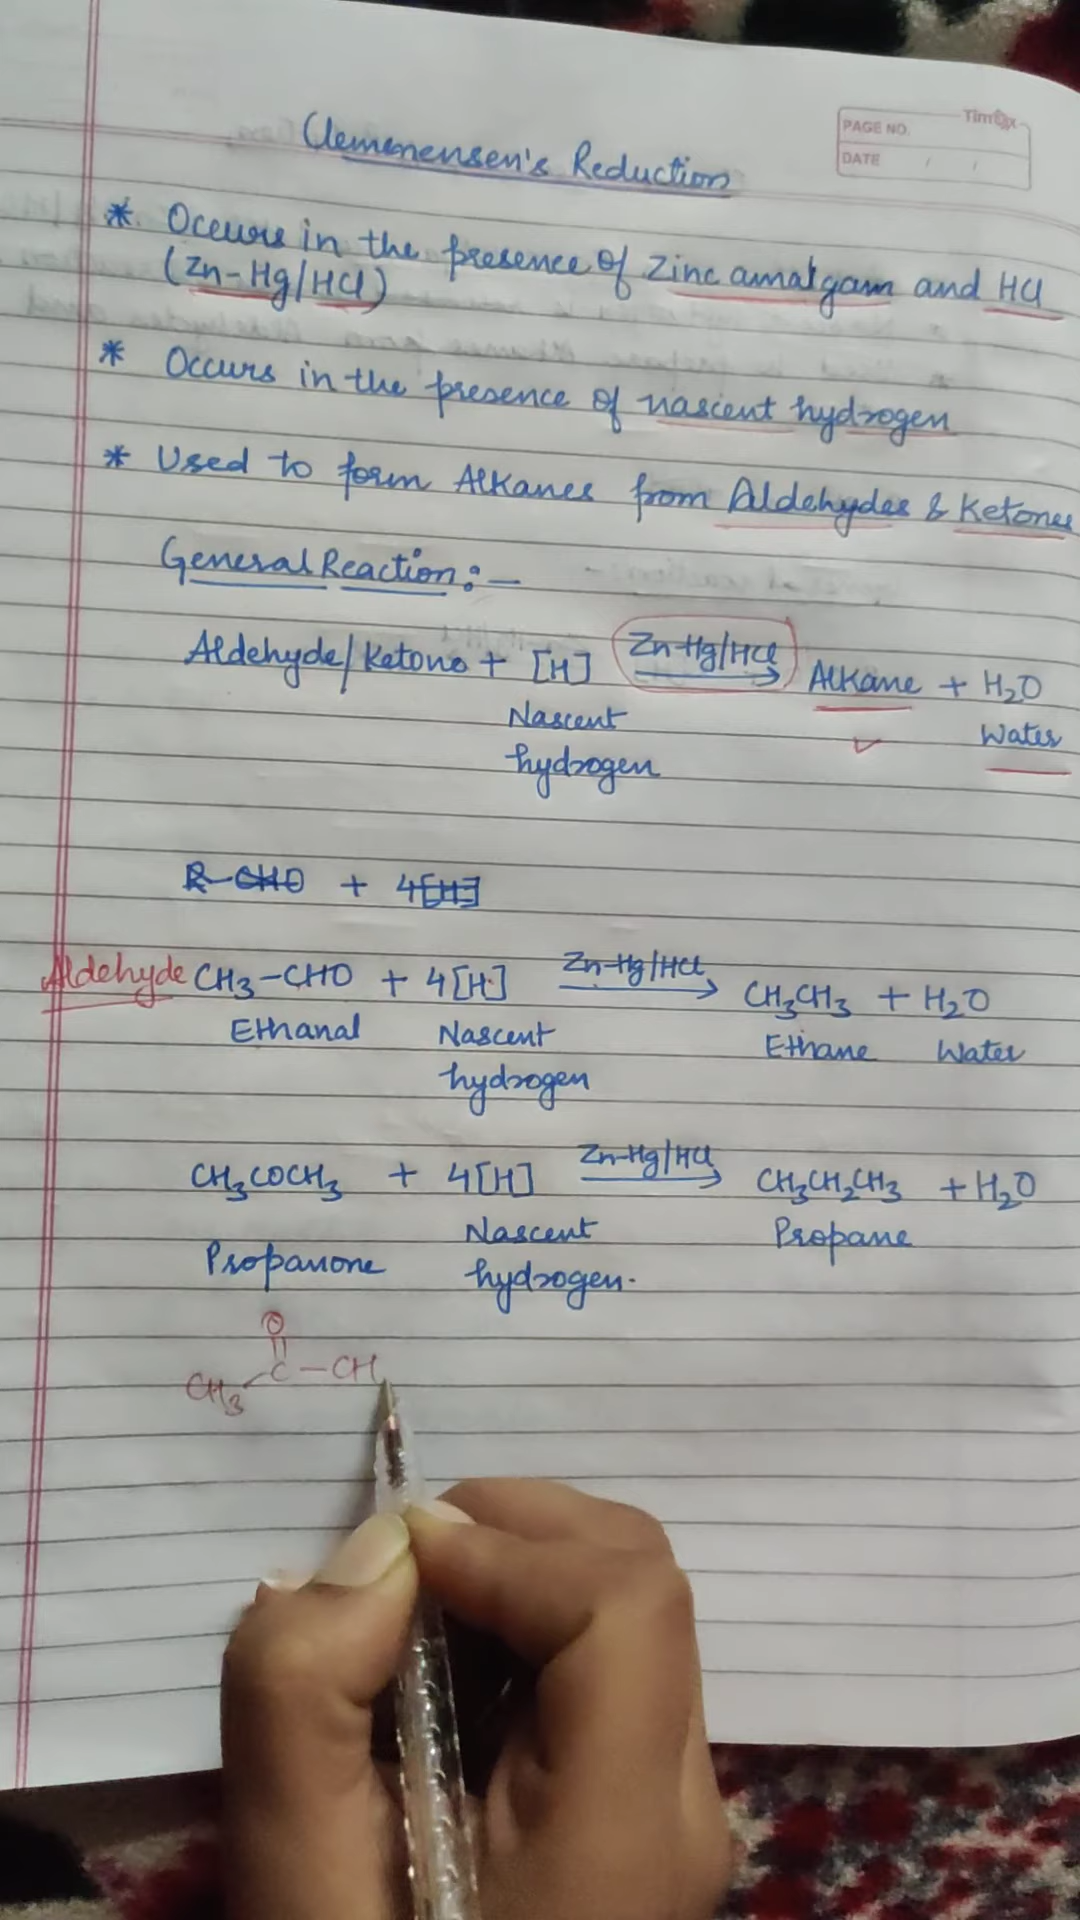 Timex
PAGE NO.
DATE / /
Clemenensen's Reduction
* Occurs in the presence of Zinc amalgam and HCl
(Zn-Hg/HCl)
* Occurs in the presence of nascent hydrogen
* Used to form Alkanes from Aldehydes & Ketones
General Reaction:-
Aldehyde/Ketone + [H] Zn-Hg/HCl → Alkane + H2O
Nascent Water
hydrogen
R-CHO + 4[H]
Aldehyde CH3-CHO + 4[H] Zn-Hg/HCl → CH3CH3 + H2O
Ethanal Nascent Ethane Water
hydrogen
CH3COCH3 + 4[H] Zn-Hg/HCl → CH3CH2CH3 + H2O
Propanone Nascent Propane
hydrogen.
O
CH3 C-CH